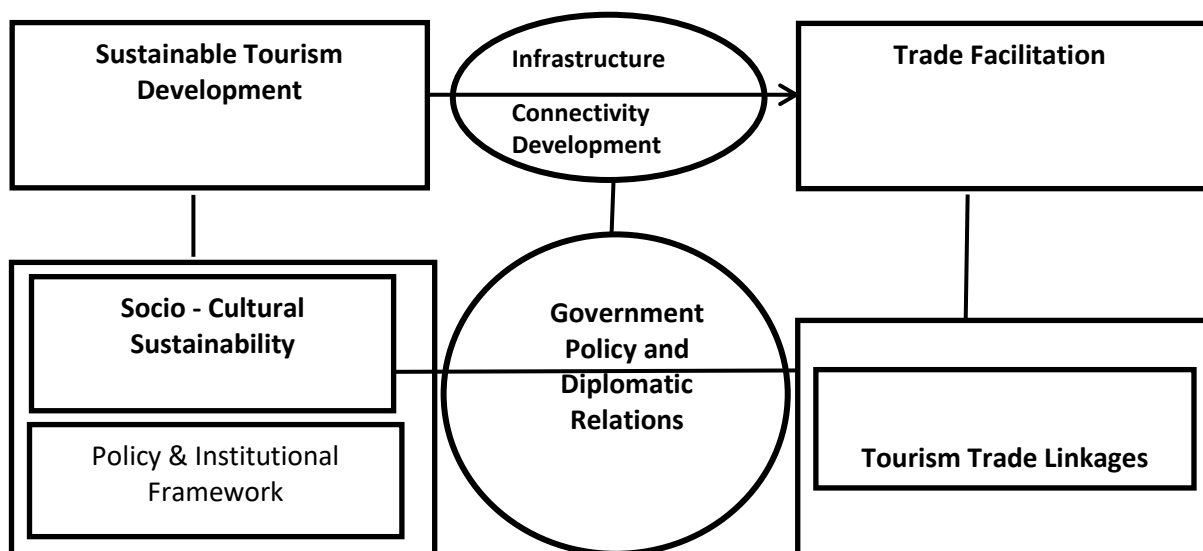 Sustainable Tourism
Development
Infrastructure
Connectivity
Development
Trade Facilitation
Socio - Cultural
Sustainability
Policy & Institutional
Framework
Government
Policy and
Diplomatic
Relations
Tourism Trade Linkages